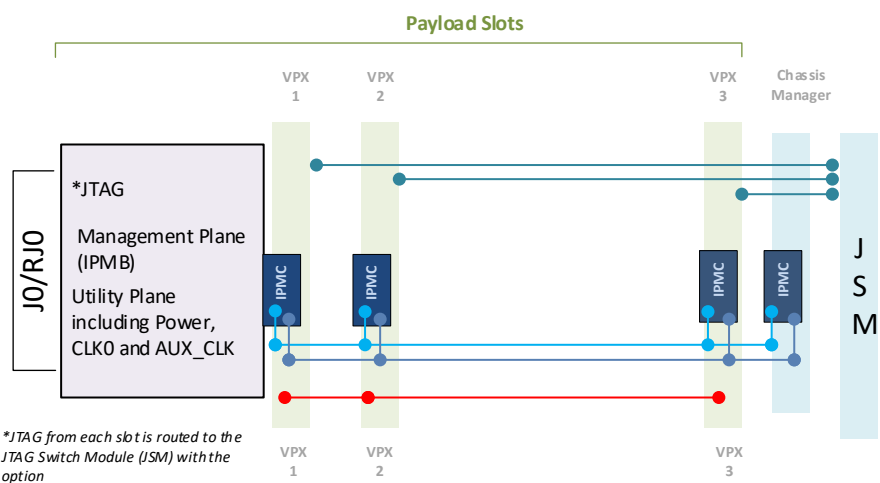 Payload Slots
VPX
1
VPX
2
VPX
3
Chassis
Manager
*JTAG
Management Plane
(IPMB)
Utility Plane
including Power,
CLK0 and AUX_CLK
J0/RJ0
IPMC
IPMC
IPMC
IPMC
J
S
M
*JTAG from each slot is routed to the
JTAG Switch Module (JSM) with the
option
VPX
1
VPX
2
VPX
3